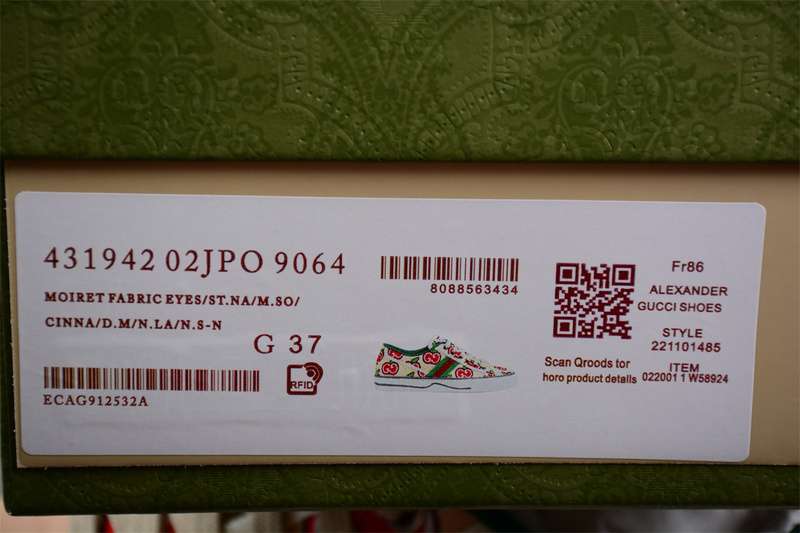 431942 02JPO 9064
MOIRET FABRIC EYES/ST.NA/M.SO/
CINNA/D.M/N.LA/N.S-N
G 37
ECAG912532A
RFID
8088563434
Fr86
ALEXANDER
GUCCI SHOES
STYLE
221101485
Scan Qroods tor
horo product details
ITEM
022001 1 W58924